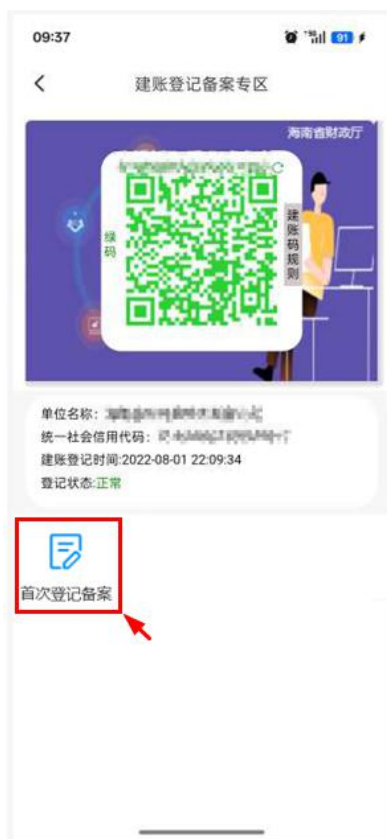 09:37
5G
91
建账登记备案专区
海南省财政厅
绿码
建账码规则
单位名称：
统一社会信用代码：
建账登记时间:2022-08-01 22:09:34
登记状态:正常
首次登记备案